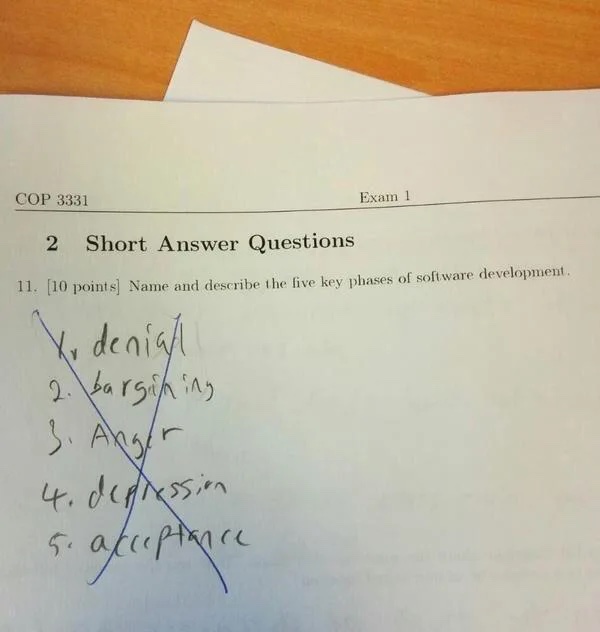 COP 3331 Exam 1
2 Short Answer Questions
11. [10 points] Name and describe the five key phases of software development.
1. denial
2. bargining
3. Anger
4. depression
5. acceptance